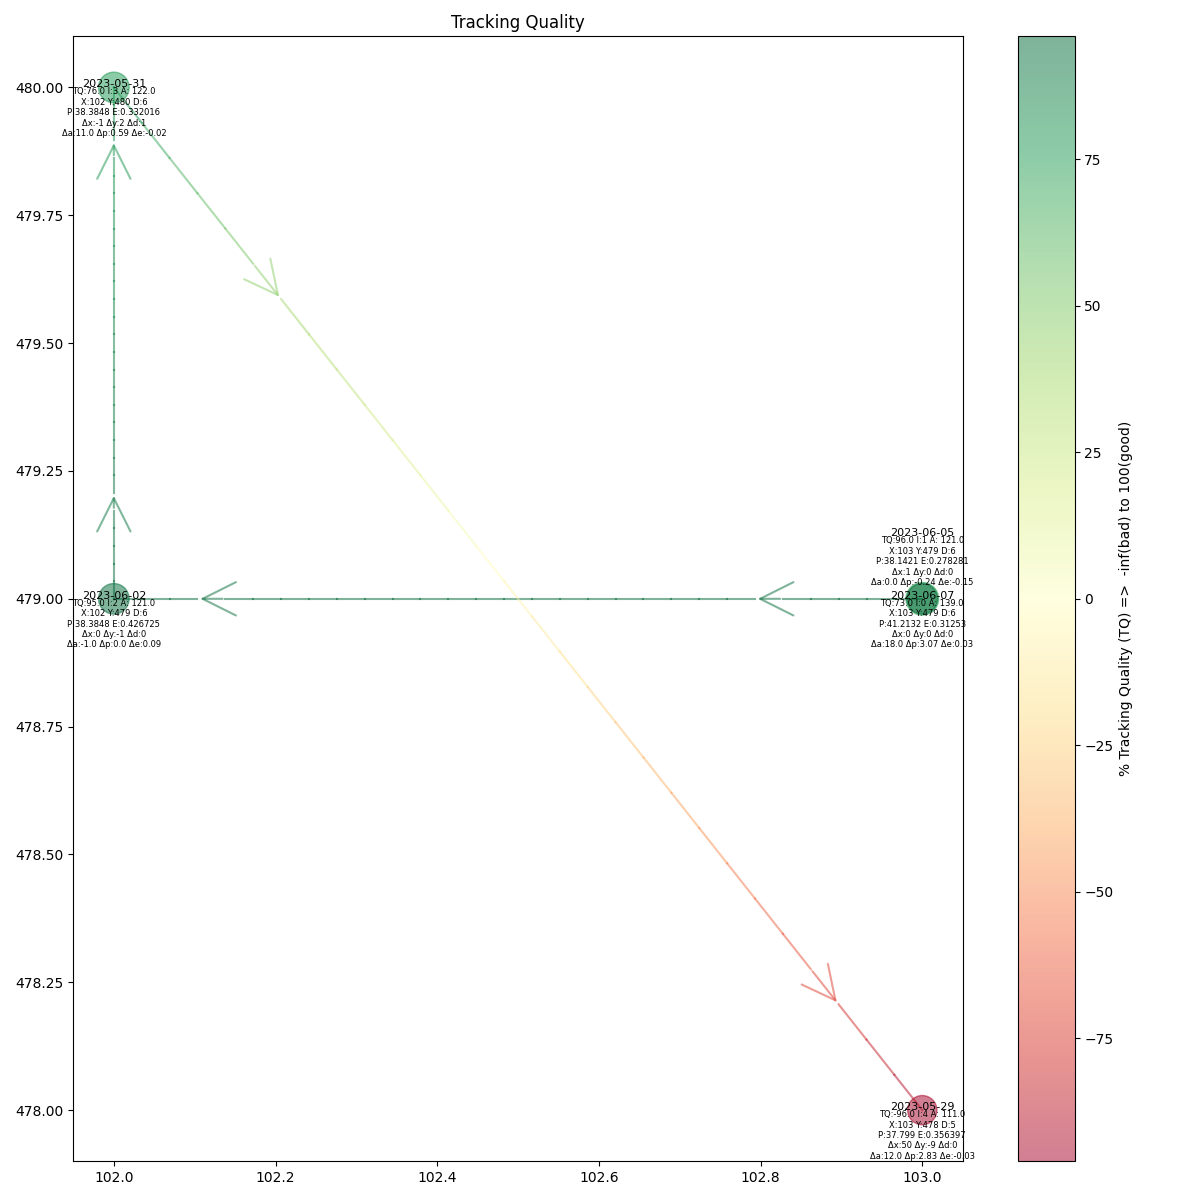 Tracking Quality
480.00
479.75
479.50
479.25
479.00
478.75
478.50
478.25
478.00
2023-05-31
TQ:76.0 I:3 A: 122.0
X:102 Y:480 D:6
P:38.3848 E:0.332016
Δx:-1 Δy:2 Δd:1
Δa:11.0 Δp:0.59 Δe:-0.02
2023-06-02
TQ:95.0 I:2 A: 121.0
X:102 Y:479 D:6
P:38.3848 E:0.426725
Δx:0 Δy:-1 Δd:0
Δa:-1.0 Δp:0.0 Δe:0.09
2023-06-05
TQ:96.0 I:1 A: 121.0
X:103 Y:479 D:6
P:38.1421 E:0.278281
Δx:1 Δy:0 Δd:0
Δa:0.0 Δp:-0.24 Δe:-0.15
2023-06-07
TQ:73.0 I:0 A: 139.0
X:103 Y:479 D:6
P:41.2132 E:0.31253
Δx:0 Δy:0 Δd:0
Δa:18.0 Δp:3.07 Δe:0.03
2023-05-29
TQ:-96.0 I:4 A: 111.0
X:103 Y:478 D:5
P:37.799 E:0.356397
Δx:50 Δy:-9 Δd:0
Δa:12.0 Δp:2.83 Δe:-0.03
102.0
102.2
102.4
102.6
102.8
103.0
75
50
25
0
−25
−50
−75
% Tracking Quality (TQ) => -inf(bad) to 100(good)